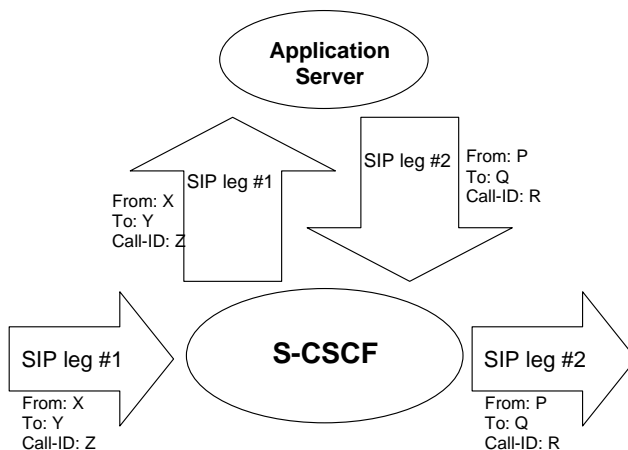 Application
Server
SIP leg #1
From: X
To: Y
Call-ID: Z
SIP leg #2
From: P
To: Q
Call-ID: R
S-CSCF
SIP leg #1
From: X
To: Y
Call-ID: Z
SIP leg #2
From: P
To: Q
Call-ID: R